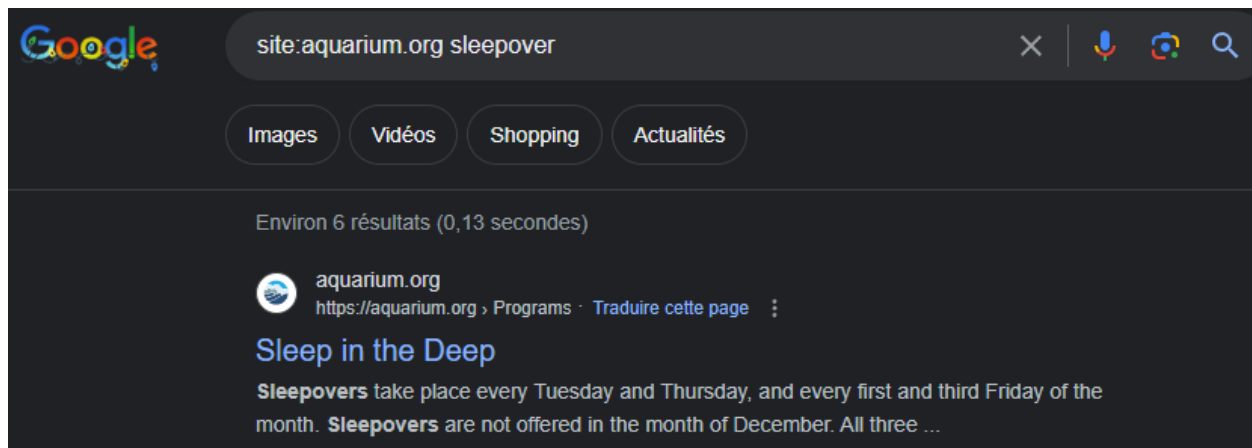 Google
site:aquarium.org sleepover
Images Vidéos Shopping Actualités
Environ 6 résultats (0,13 secondes)
aquarium.org
https://aquarium.org › Programs · Traduire cette page
Sleep in the Deep
Sleepovers take place every Tuesday and Thursday, and every first and third Friday of the
month. Sleepovers are not offered in the month of December. All three ...